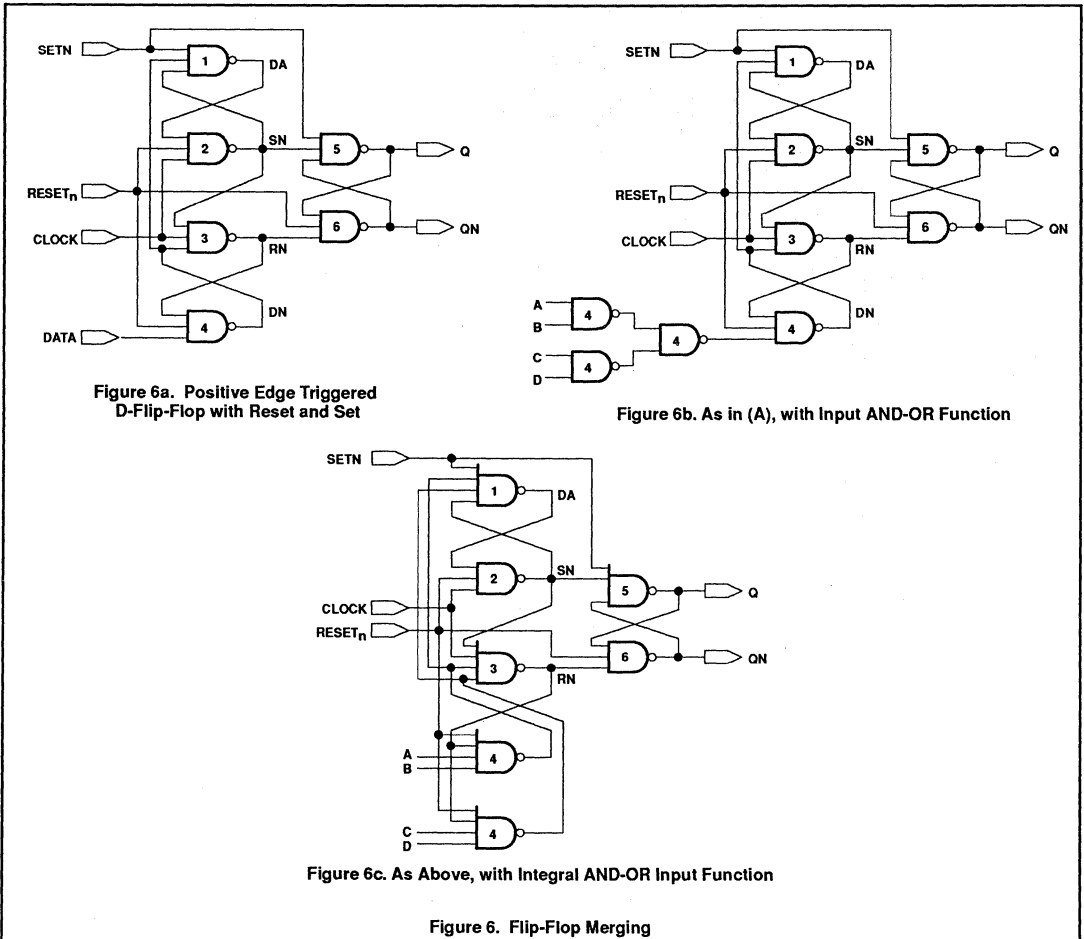 SETN
1
DA
2
SN
5
Q
RESETn
CLOCK
3
RN
6
QN
DN
4
DATA
Figure 6a. Positive Edge Triggered
D-Flip-Flop with Reset and Set
SETN
1
DA
2
SN
5
Q
RESETn
CLOCK
3
RN
6
QN
DN
4
A
B
4
4
C
D
4
Figure 6b. As in (A), with Input AND-OR Function
SETN
1
DA
2
SN
5
Q
CLOCK
RESETn
3
RN
6
QN
A
B
4
C
D
4
Figure 6c. As Above, with Integral AND-OR Input Function
Figure 6. Flip-Flop Merging